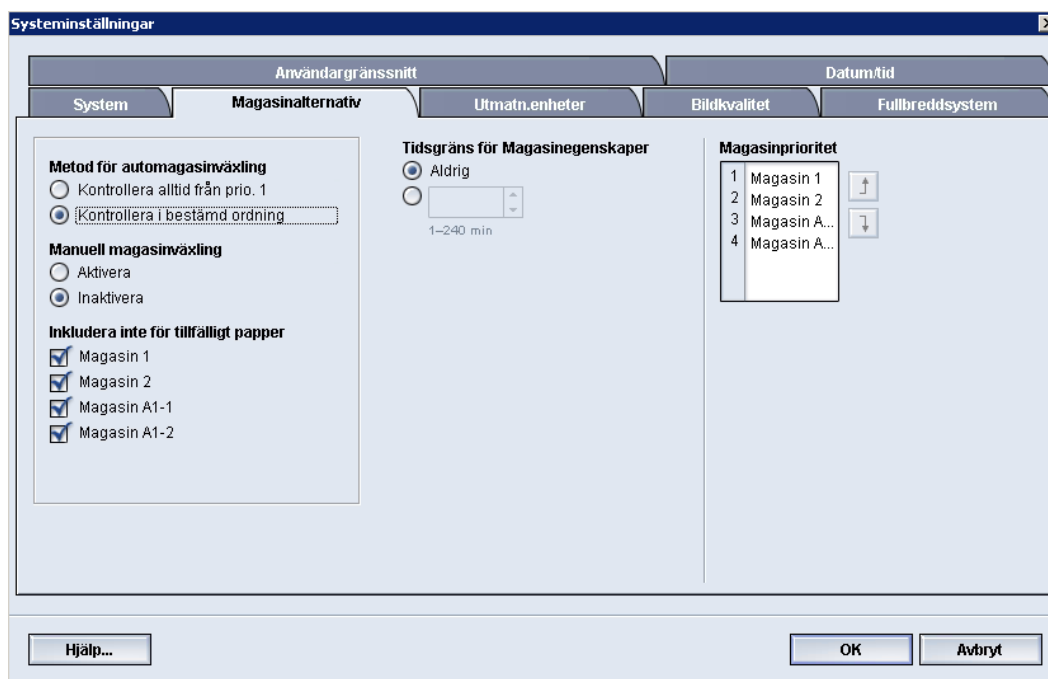 Systeminställningar
Användargränssnitt
Datum/tid
System
Magasinalternativ
Utmatn.enheter
Bildkvalitet
Fullbreddsystem
Metod för automagasinväxling
Kontrollera alltid från prio. 1
Kontrollera i bestämd ordning
Manuell magasinväxling
Aktivera
Inaktivera
Inkludera inte för tillfälligt papper
Magasin 1
Magasin 2
Magasin A1-1
Magasin A1-2
Tidsgräns för Magasinegenskaper
Aldrig
1–240 min
Magasinprioritet
1 Magasin 1
2 Magasin 2
3 Magasin A...
4 Magasin A...
Hjälp...
OK
Avbryt